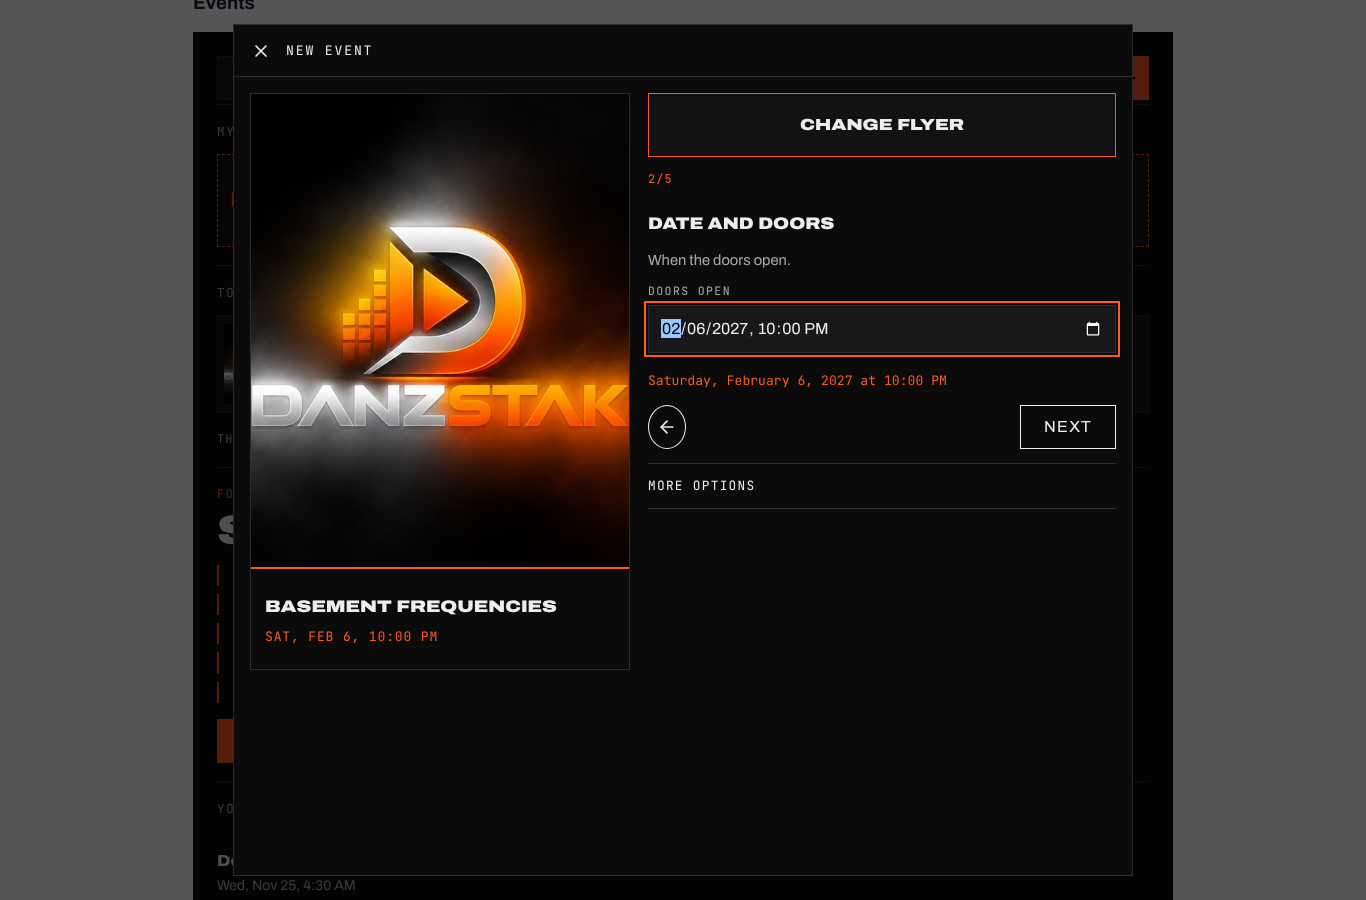 Events
NEW EVENT
DANZSTAK
BASEMENT FREQUENCIES
SAT, FEB 6, 10:00 PM
CHANGE FLYER
2/5
DATE AND DOORS
When the doors open.
DOORS OPEN
02/06/2027, 10:00 PM
Saturday, February 6, 2027 at 10:00 PM
NEXT
MORE OPTIONS
Wed, Nov 25, 4:30 AM